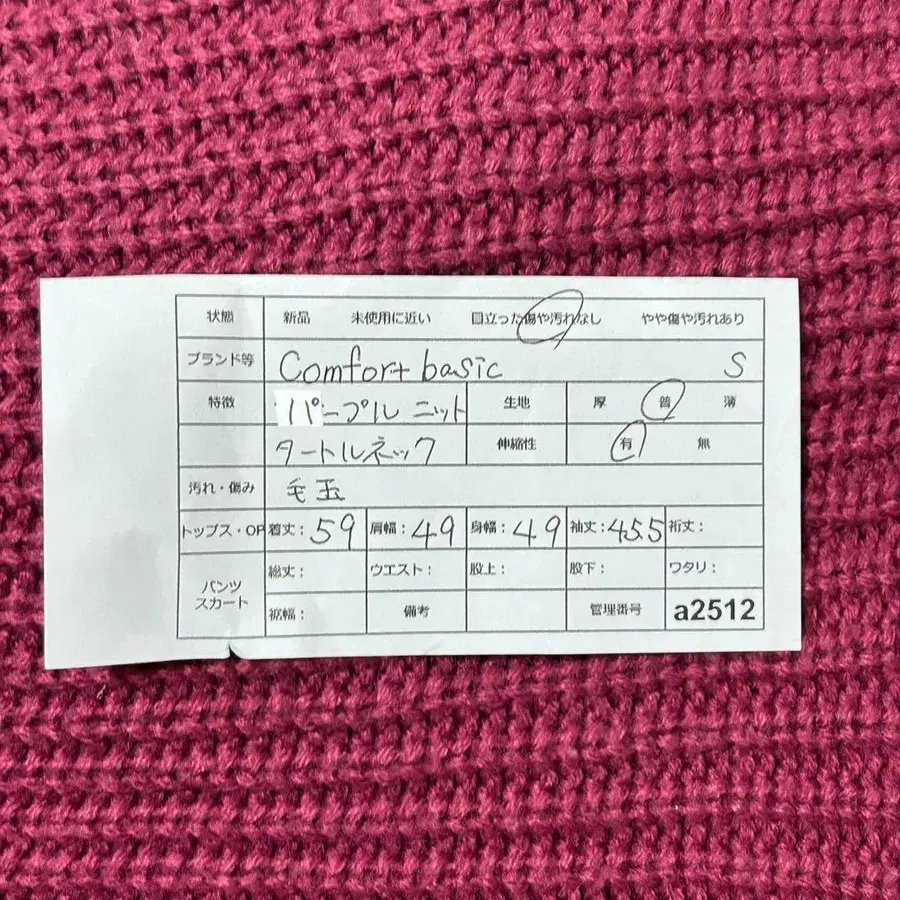 状態 新品 未使用に近い 目立った傷や汚れなし やや傷や汚れあり
ブランド等 Comfort basic S
特徴 パープルニット 生地 厚 普 薄
タートルネック 伸縮性 有 無
汚れ・傷み 毛玉
トップス・OP 着丈:59 肩幅:49 身幅:49 袖丈:45.5 裄丈:
パンツ スカート 総丈: ウエスト: 股上: 股下: ワタリ:
裾幅: 備考 管理番号 a2512